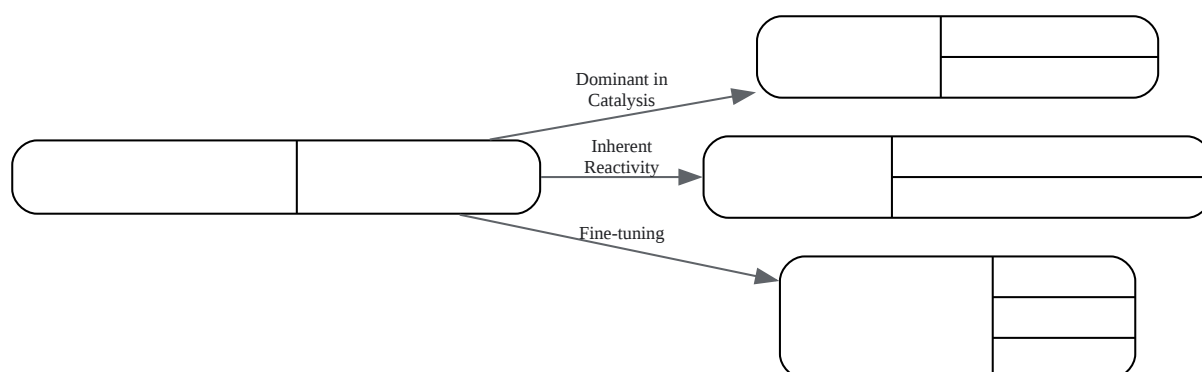 Dominant in
Catalysis
Inherent
Reactivity
Fine-tuning